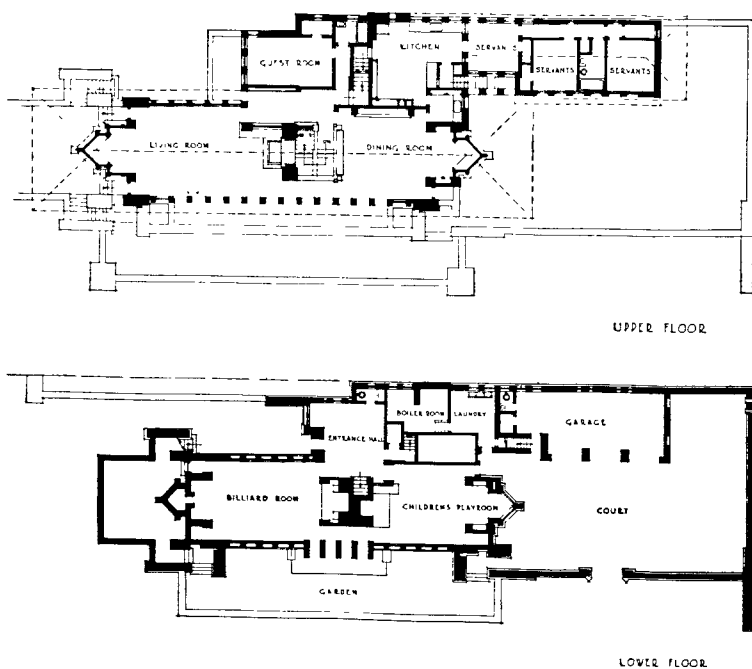 KITCHEN
SERVANTS
GUEST ROOM
SERVANTS
SERVANTS
LIVING ROOM
DINING ROOM
UPPER FLOOR
BOILER ROOM
LAUNDRY
GARAGE
ENTRANCE HALL
BILLIARD ROOM
CHILDRENS PLAYROOM
COURT
GARDEN
LOWER FLOOR